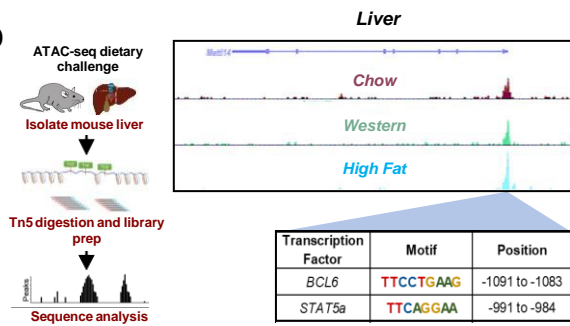 )
ATAC-seq dietary
challenge
Isolate mouse liver
Tn5 digestion and library
prep
Peaks
Sequence analysis
Liver
Mettl14
Chow
Western
High Fat
Transcription Factor Motif Position
BCL6 TTCCTGAAG -1091 to -1083
STAT5a TTCAGGAA -991 to -984